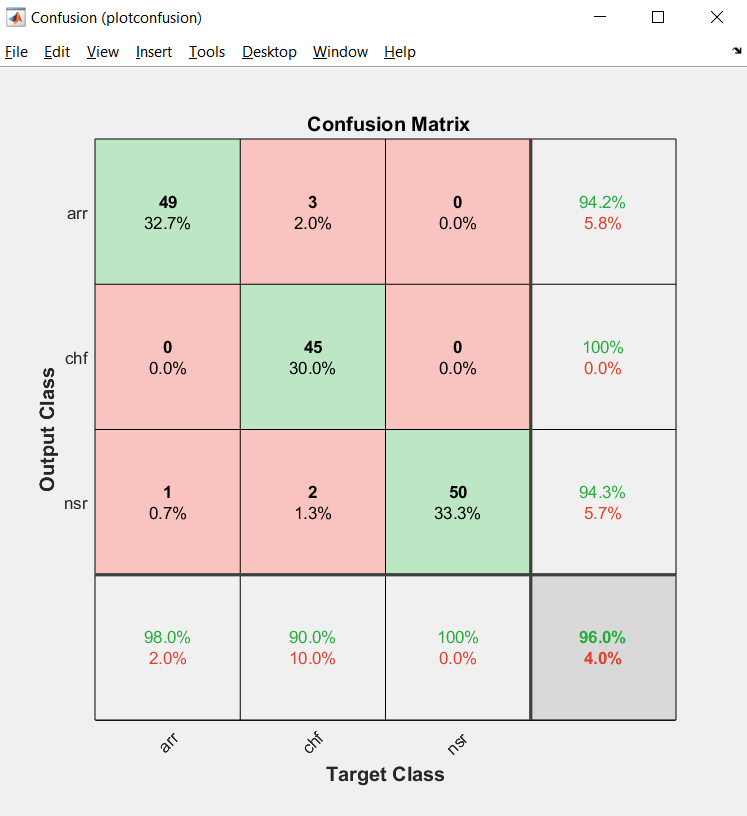 Confusion (plotconfusion)
File Edit View Insert Tools Desktop Window Help
Confusion Matrix
arr
49 3 0 94.2%
32.7% 2.0% 0.0% 5.8%
chf
0 45 0 100%
0.0% 30.0% 0.0% 0.0%
Output Class
nsr
1 2 50 94.3%
0.7% 1.3% 33.3% 5.7%
98.0% 90.0% 100% 96.0%
2.0% 10.0% 0.0% 4.0%
arr chf nsr
Target Class